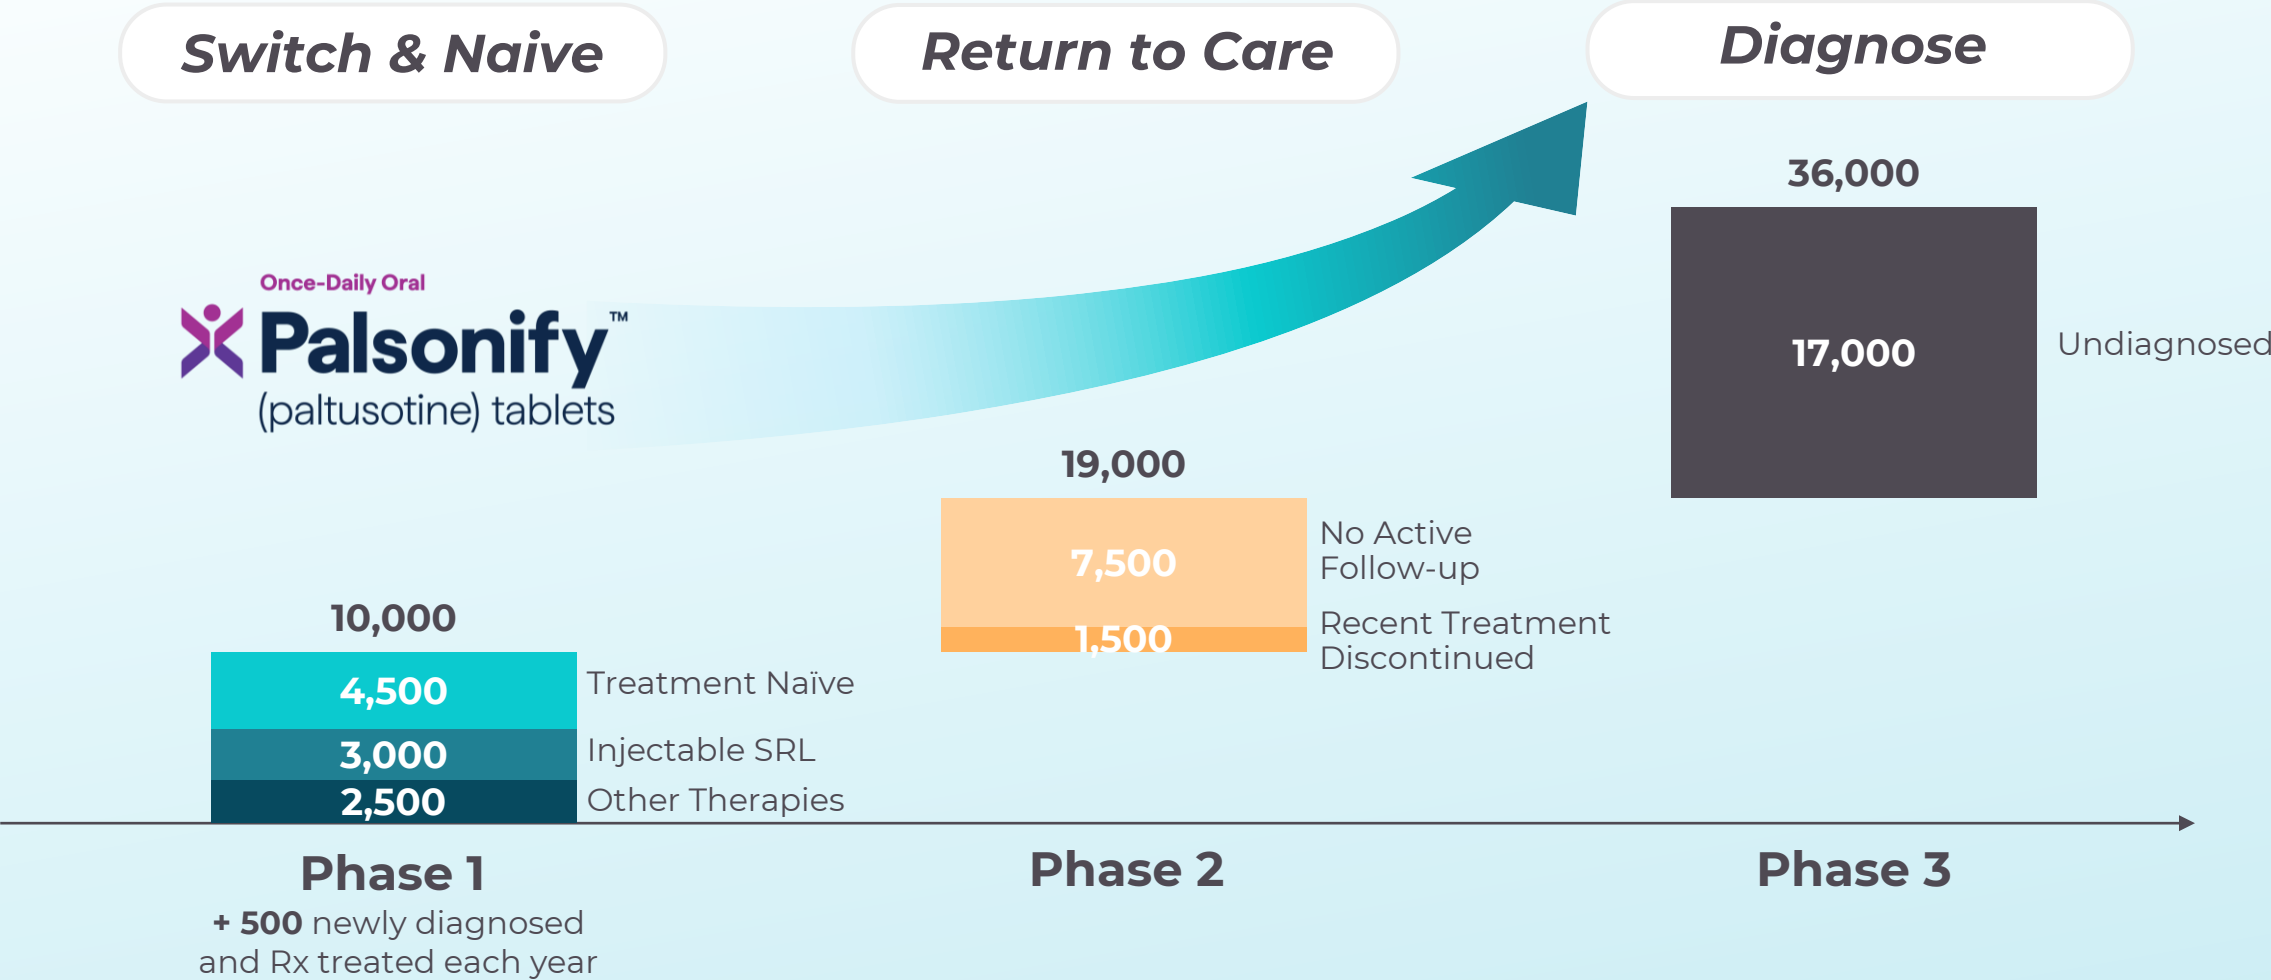 Switch & Naive
Return to Care
Diagnose
36,000
17,000
Undiagnosed
Once-Daily Oral
Palsonify™
(paltusotine) tablets
19,000
7,500
No Active
Follow-up
1,500
Recent Treatment
Discontinued
10,000
4,500
Treatment Naïve
3,000
Injectable SRL
2,500
Other Therapies
Phase 1
+ 500 newly diagnosed
and Rx treated each year
Phase 2
Phase 3